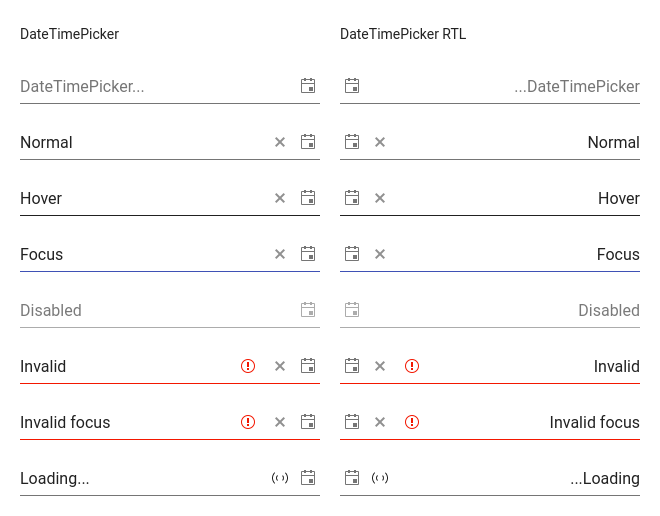 DateTimePicker
DateTimePicker RTL
DateTimePicker...
...DateTimePicker
Normal
Normal
Hover
Hover
Focus
Focus
Disabled
Disabled
Invalid
Invalid
Invalid focus
Invalid focus
Loading...
...Loading